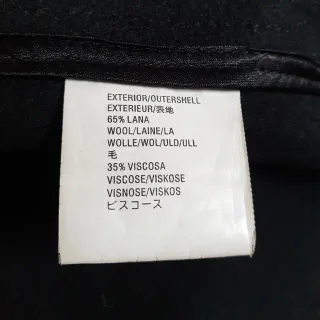 EXTERIOR/OUTERSHELL
EXTERIEUR/表地
65% LANA
WOOL/LAINE/LA
WOLLE/WOL/ULD/ULL
毛
35% VISCOSA
VISCOSE/VISKOSE
VISNOSE/VISKOS
ビスコース